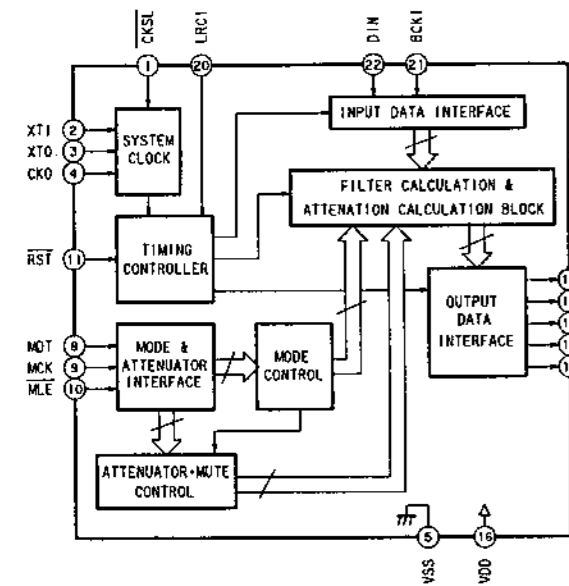 CKSL
LRCI
DIN
BCKI
1
20
22
21
XTI 2
XTO 3
CKO 4
SYSTEM
CLOCK
INPUT DATA INTERFACE
FILTER CALCULATION &
ATTENATION CALCULATION BLOCK
RST 11
TIMING
CONTROLLER
OUTPUT
DATA
INTERFACE
MDT 8
MCK 9
MLE 10
MODE &
ATTENUATOR
INTERFACE
MODE
CONTROL
ATTENUATOR•MUTE
CONTROL
5
16
VSS
VDD